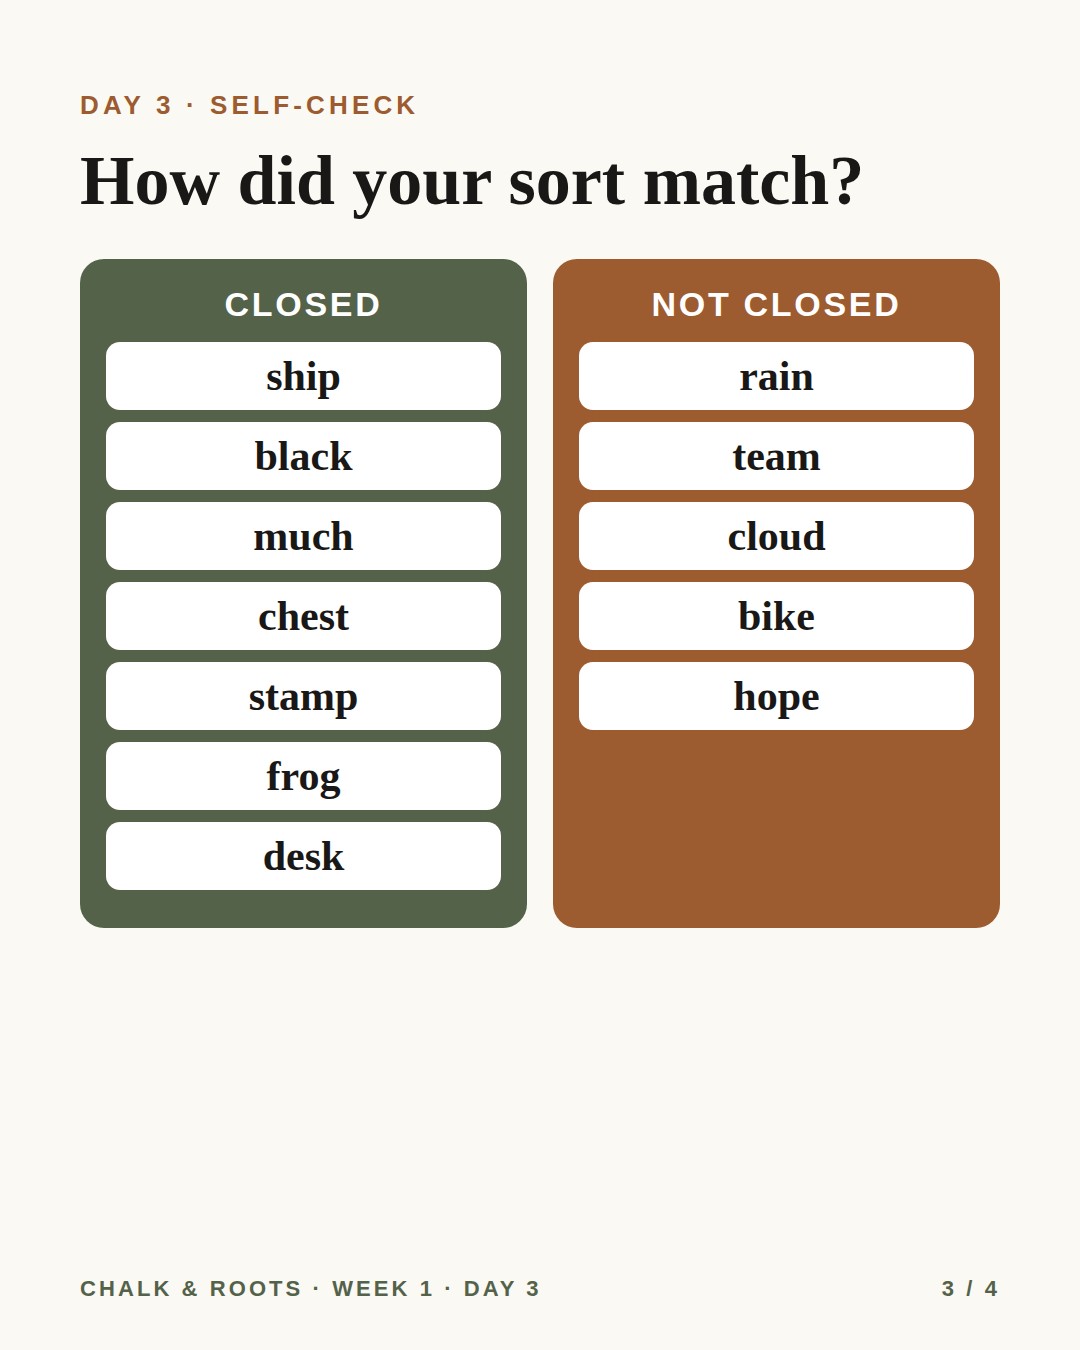 DAY 3 · SELF-CHECK
How did your sort match?
CLOSED
ship
black
much
chest
stamp
frog
desk
NOT CLOSED
rain
team
cloud
bike
hope
CHALK & ROOTS · WEEK 1 · DAY 3
3 / 4